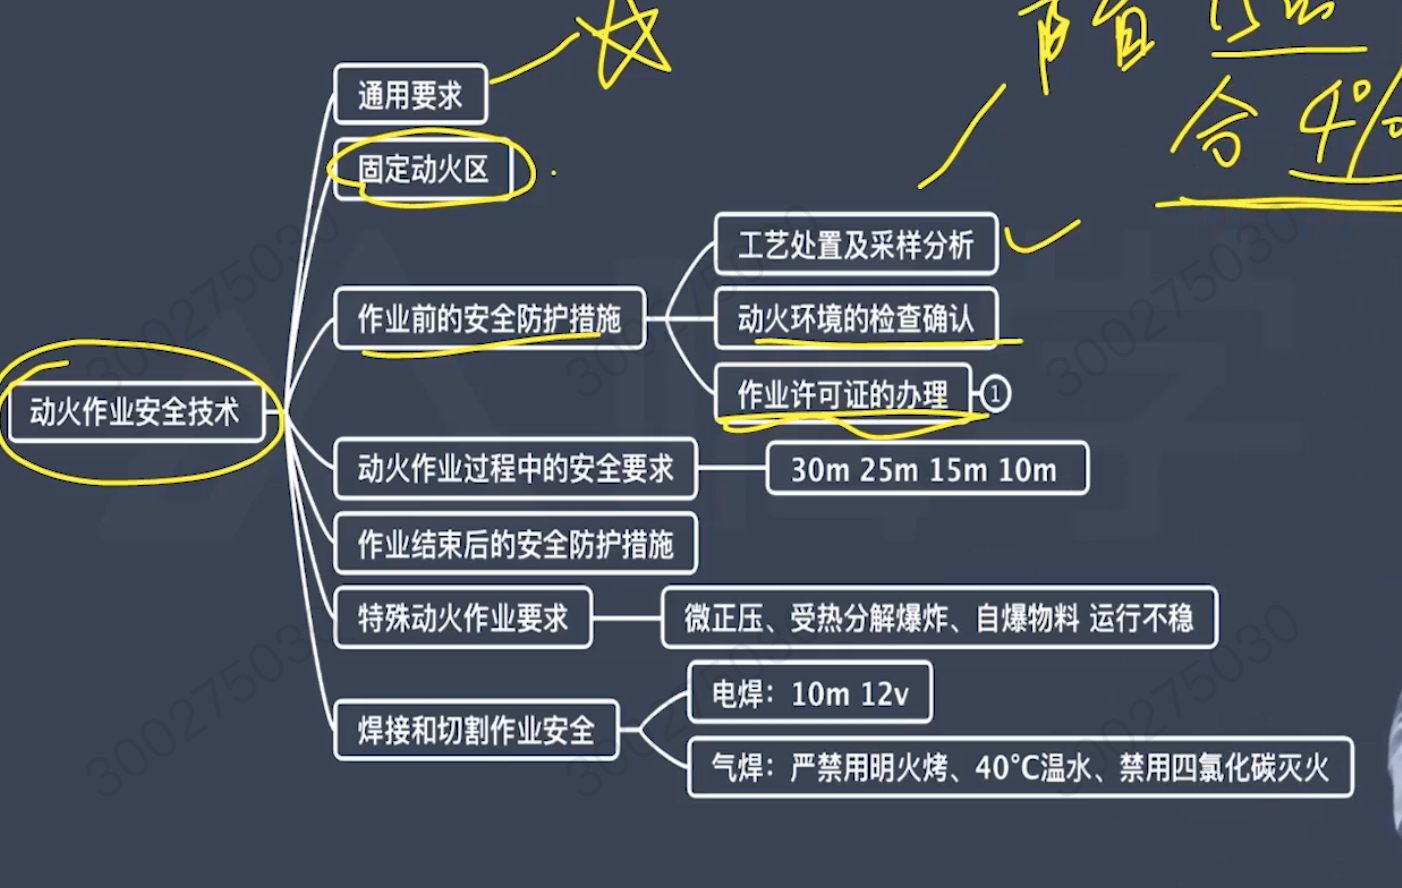 合 4%
通用要求
固定动火区
工艺处置及采样分析
作业前的安全防护措施
动火环境的检查确认
作业许可证的办理 1
动火作业安全技术
动火作业过程中的安全要求
30m 25m 15m 10m
作业结束后的安全防护措施
特殊动火作业要求
微正压、受热分解爆炸、自爆物料 运行不稳
电焊：10m 12v
焊接和切割作业安全
气焊：严禁用明火烤、40°C温水、禁用四氯化碳灭火
300275030
300275030
300275030
300275030
300275030
300275030